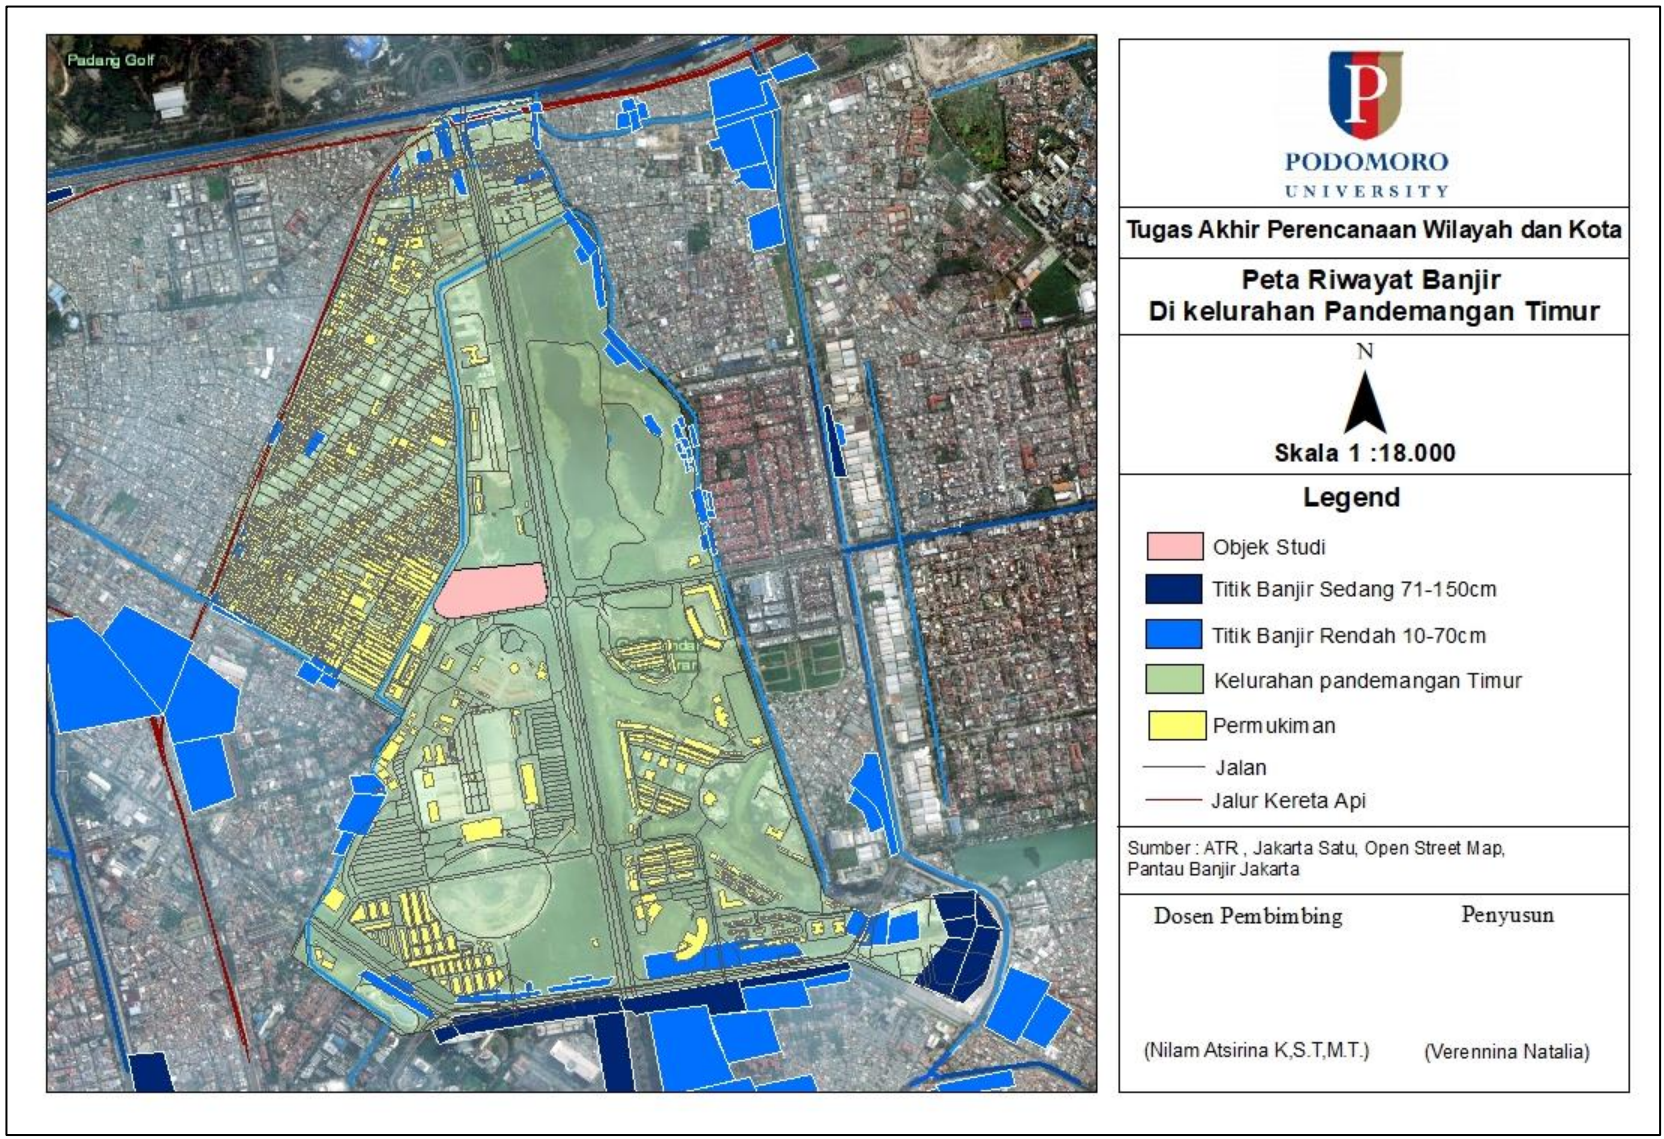 Padang Golf
PODOMORO
UNIVERSITY
Tugas Akhir Perencanaan Wilayah dan Kota
Peta Riwayat Banjir
Di kelurahan Pandemangan Timur
N
Skala 1 :18.000
Legend
Objek Studi
Titik Banjir Sedang 71-150cm
Titik Banjir Rendah 10-70cm
Kelurahan pandemangan Timur
Permukiman
Jalan
Jalur Kereta Api
Sumber : ATR , Jakarta Satu, Open Street Map,
Pantau Banjir Jakarta
Dosen Pembimbing
Penyusun
(Nilam Atsirina K,S.T,M.T.)
(Verennina Natalia)